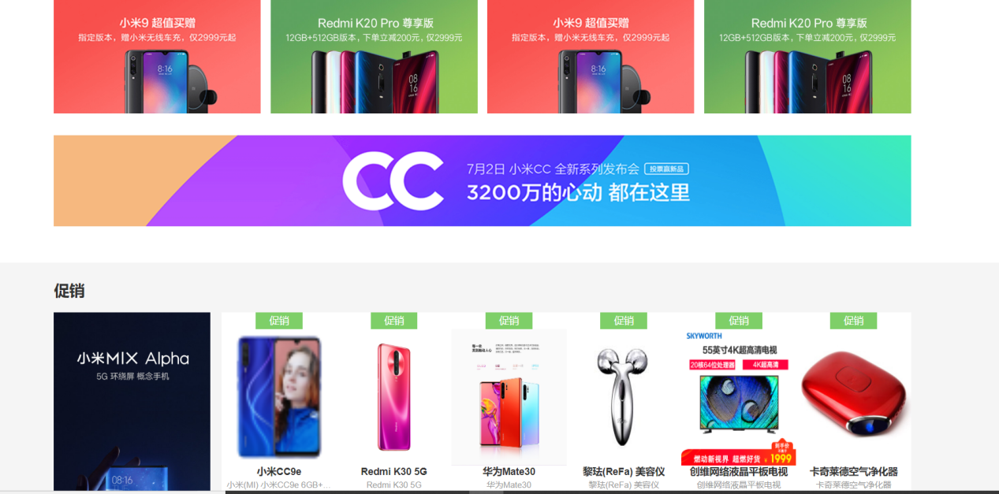 小米9 超值买赠
指定版本，赠小米无线车充，仅2999元起
8:16
Redmi K20 Pro 尊享版
12GB+512GB版本，下单立减200元，仅2999元
08
16
小米9 超值买赠
指定版本，赠小米无线车充，仅2999元起
8:16
Redmi K20 Pro 尊享版
12GB+512GB版本，下单立减200元，仅2999元
08
16
CC
7月2日 小米CC 全新系列发布会 投票赢新品
3200万的心动 都在这里
促销
小米MIX Alpha
5G 环绕屏 概念手机
08:16
促销
小米CC9e
小米(MI) 小米CC9e 6GB+...
促销
Redmi K30 5G
Redmi K30 5G
促销
华为Mate30
华为Mate30
促销
黎珐(ReFa) 美容仪
黎珐(ReFa) 美容仪
促销
SKYWORTH
55英寸4K超高清电视
20核64位处理器 4K超高清
到手价
燃动新视界 超燃好货 1999
创维网络液晶平板电视
创维网络液晶平板电视
促销
卡奇莱德空气净化器
卡奇莱德空气净化器